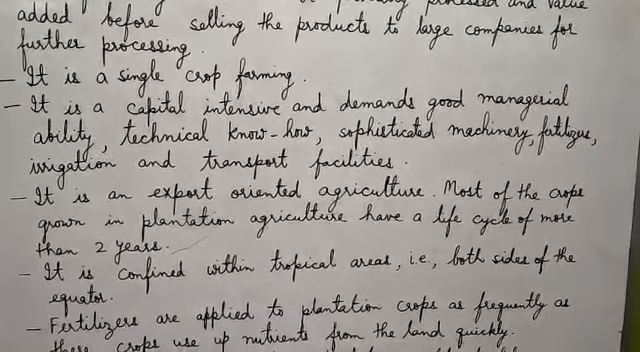 processed and value
added before selling the products to large companies for
further processing.
- It is a single crop farming.
- It is a capital intensive and demands good managerial
ability, technical know-how, sophisticated machinery, fertilizers,
irrigation and transport facilities.
- It is an export oriented agriculture. Most of the crops
grown in plantation agriculture have a life cycle of more
than 2 years.
- It is confined within tropical areas, i.e., both sides of the
equator.
- Fertilizers are applied to plantation crops as frequently as
these crops use up nutrients from the land quickly.